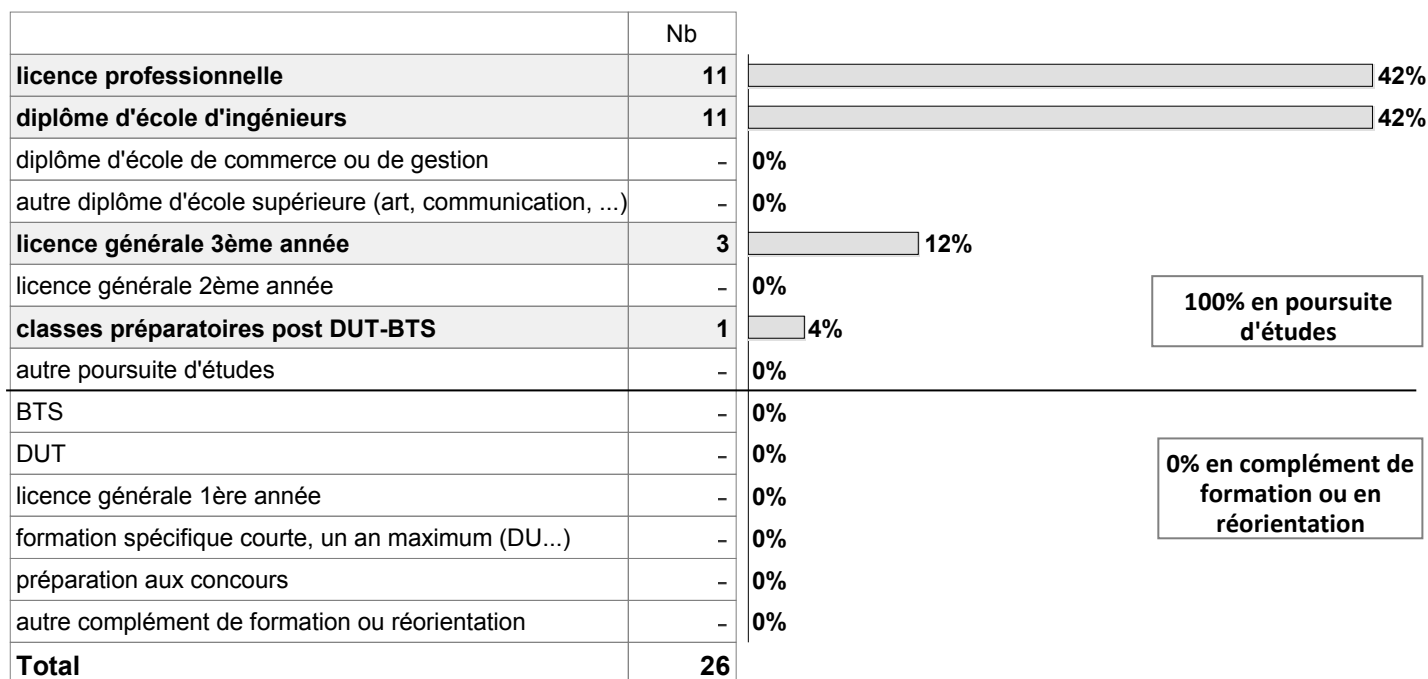 Nb
licence professionnelle 11 42%
diplôme d'école d'ingénieurs 11 42%
diplôme d'école de commerce ou de gestion - 0%
autre diplôme d'école supérieure (art, communication, ...) - 0%
licence générale 3ème année 3 12%
licence générale 2ème année - 0%
classes préparatoires post DUT-BTS 1 4%
autre poursuite d'études - 0%
100% en poursuite
d'études
BTS - 0%
DUT - 0%
licence générale 1ère année - 0%
formation spécifique courte, un an maximum (DU...) - 0%
préparation aux concours - 0%
autre complément de formation ou réorientation - 0%
0% en complément de
formation ou en
réorientation
Total 26